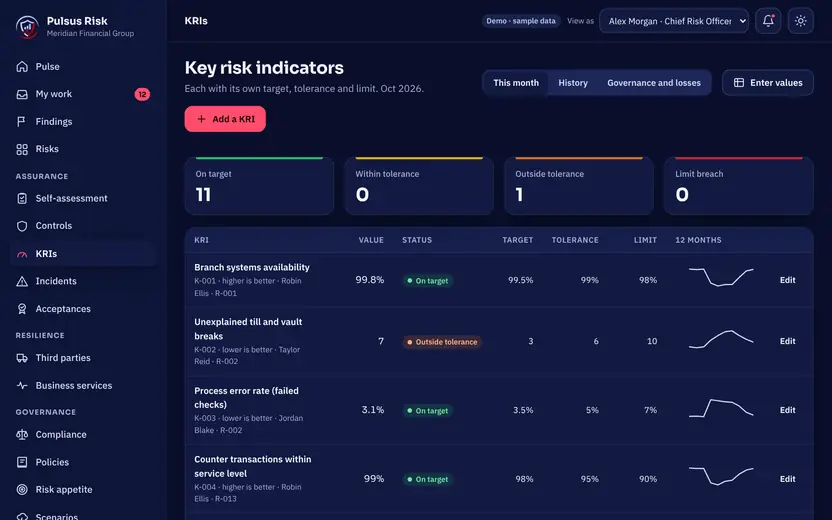 Pulsus Risk
Meridian Financial Group
Pulse
My work
12
Findings
Risks
ASSURANCE
Self-assessment
Controls
KRIs
Incidents
Acceptances
RESILIENCE
Third parties
Business services
GOVERNANCE
Compliance
Policies
Risk appetite
Scenarios
KRIs
Demo · sample data
View as
Alex Morgan · Chief Risk Officer
Key risk indicators
Each with its own target, tolerance and limit. Oct 2026.
This month
History
Governance and losses
Enter values
Add a KRI
On target
11
Within tolerance
0
Outside tolerance
1
Limit breach
0
KRI VALUE STATUS TARGET TOLERANCE LIMIT 12 MONTHS
Branch systems availability
K-001 · higher is better · Robin
Ellis · R-001
99.8% On target 99.5% 99% 98% Edit
Unexplained till and vault
breaks
K-002 · lower is better · Taylor
Reid · R-002
7 Outside tolerance 3 6 10 Edit
Process error rate (failed
checks)
K-003 · lower is better · Jordan
Blake · R-002
3.1% On target 3.5% 5% 7% Edit
Counter transactions within
service level
K-004 · higher is better · Robin
Ellis · R-013
99% On target 98% 95% 90% Edit